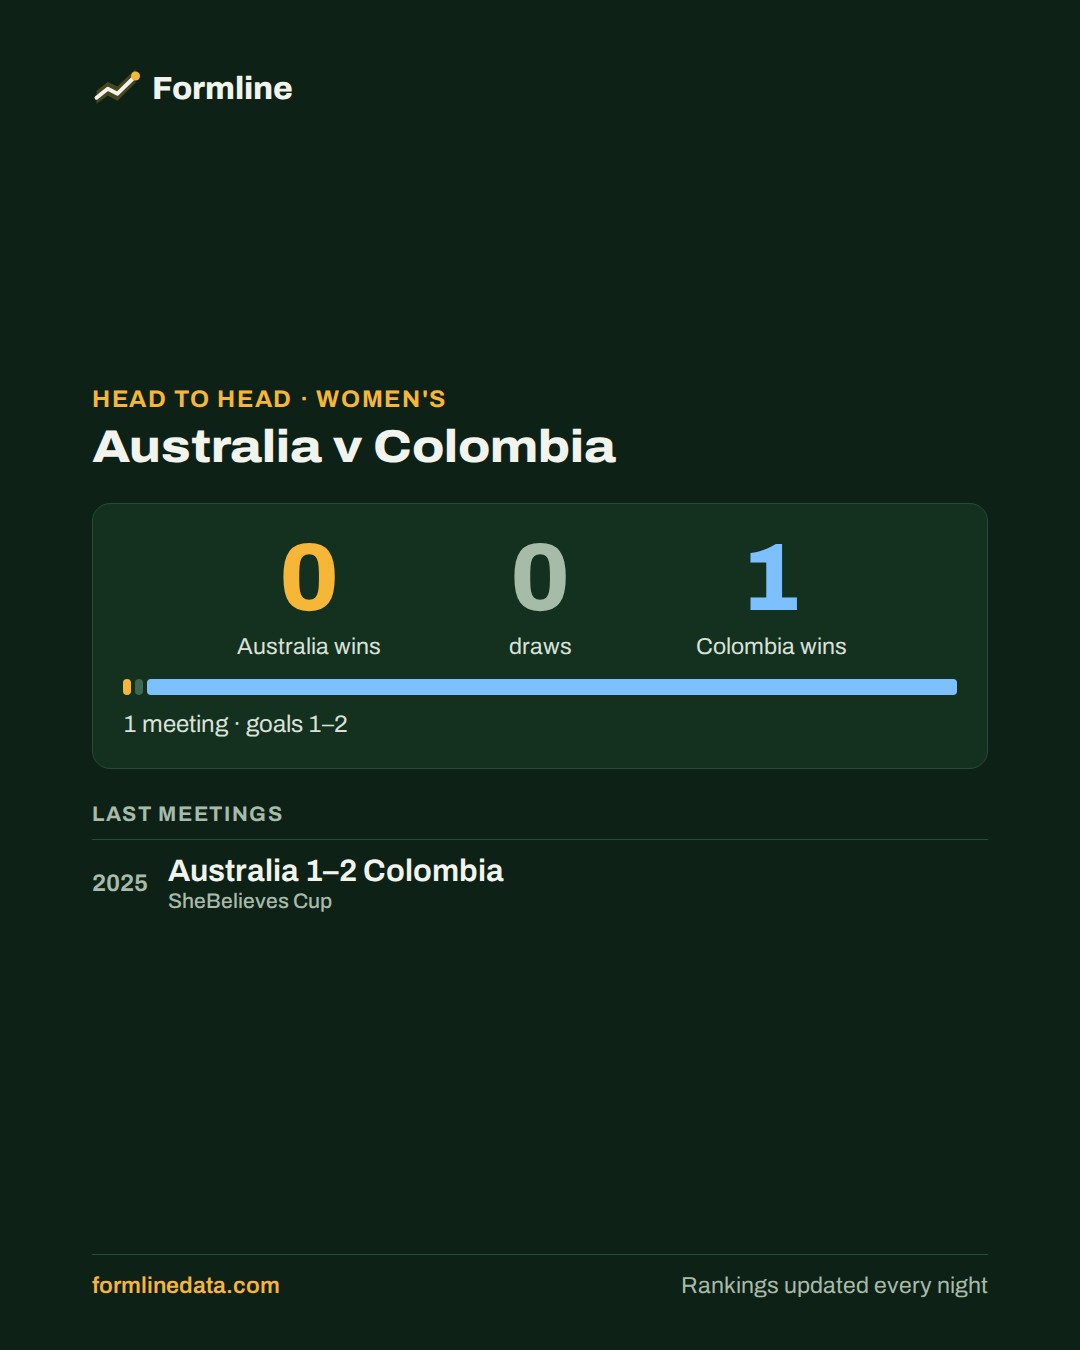 Formline
HEAD TO HEAD · WOMEN'S
Australia v Colombia
0 0 1
Australia wins draws Colombia wins
1 meeting · goals 1–2
LAST MEETINGS
2025 Australia 1–2 Colombia
SheBelieves Cup
formlinedata.com Rankings updated every night